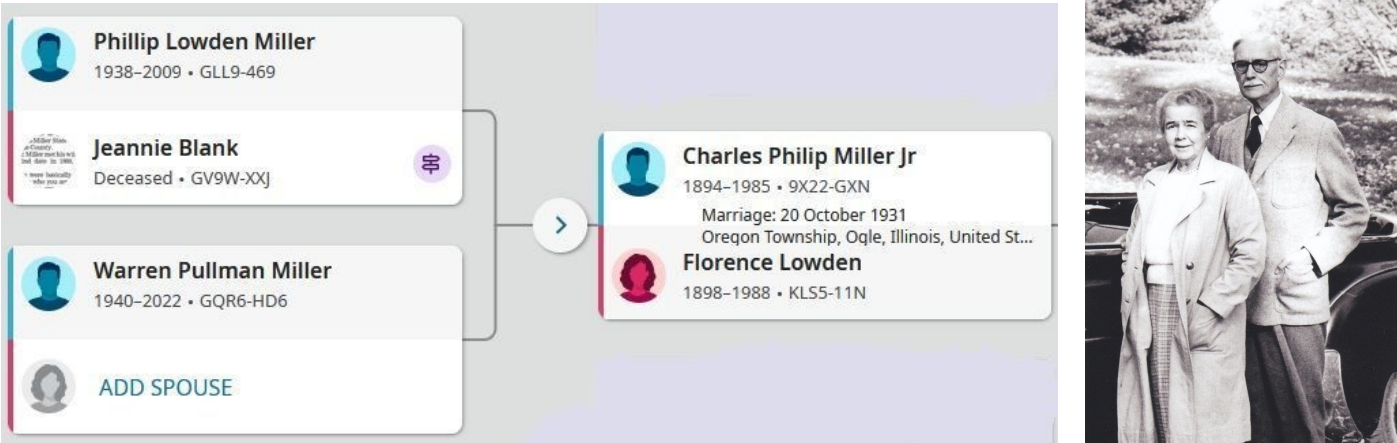 Phillip Lowden Miller
1938–2009 • GLL9-469
Jeannie Blank
Deceased • GV9W-XXJ
Warren Pullman Miller
1940–2022 • GQR6-HD6
ADD SPOUSE
Charles Philip Miller Jr
1894–1985 • 9X22-GXN
Marriage: 20 October 1931
Oregon Township, Ogle, Illinois, United St...
Florence Lowden
1898–1988 • KLS5-11N